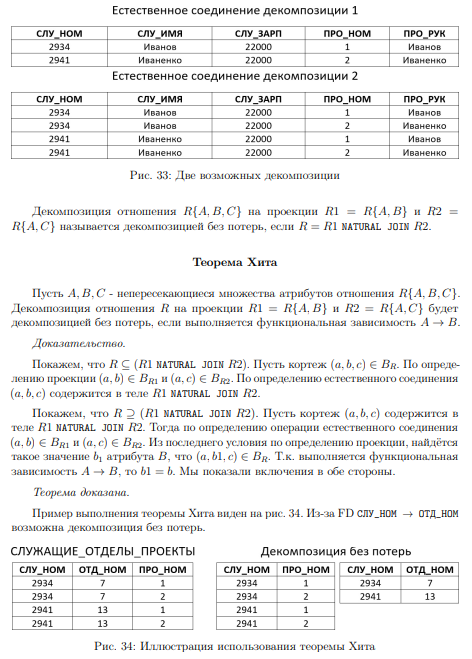 Естественное соединение декомпозиции 1
СЛУ_НОМ СЛУ_ИМЯ СЛУ_ЗАРП ПРО_НОМ ПРО_РУК
2934 Иванов 22000 1 Иванов
2941 Иваненко 22000 2 Иваненко
Естественное соединение декомпозиции 2
СЛУ_НОМ СЛУ_ИМЯ СЛУ_ЗАРП ПРО_НОМ ПРО_РУК
2934 Иванов 22000 1 Иванов
2934 Иванов 22000 2 Иваненко
2941 Иваненко 22000 1 Иванов
2941 Иваненко 22000 2 Иваненко
Рис. 33: Две возможных декомпозиции
Декомпозиция отношения R{A, B, C} на проекции R1 = R{A, B} и R2 =
R{A, C} называется декомпозицией без потерь, если R = R1 NATURAL JOIN R2.
Теорема Хита
Пусть A, B, C - непересекающиеся множества атрибутов отношения R{A, B, C}.
Декомпозиция отношения R на проекции R1 = R{A, B} и R2 = R{A, C} будет
декомпозицией без потерь, если выполняется функциональная зависимость A → B.
Доказательство.
Покажем, что R ⊆ (R1 NATURAL JOIN R2). Пусть кортеж (a, b, c) ∈ B_R. По опреде-
лению проекции (a, b) ∈ B_R1 и (a, c) ∈ B_R2. По определению естественного соединения
(a, b, c) содержится в теле R1 NATURAL JOIN R2.
Покажем, что R ⊇ (R1 NATURAL JOIN R2). Пусть кортеж (a, b, c) содержится в
теле R1 NATURAL JOIN R2. Тогда по определению операции естественного соединения
(a, b) ∈ B_R1 и (a, c) ∈ B_R2. Из последнего условия по определению проекции, найдётся
такое значение b₁ атрибута B, что (a, b1, c) ∈ B_R. Т.к. выполняется функциональная
зависимость A → B, то b1 = b. Мы показали включения в обе стороны.
Теорема доказана.
Пример выполнения теоремы Хита виден на рис. 34. Из-за FD СЛУ_НОМ → ОТД_НОМ
возможна декомпозиция без потерь.
СЛУЖАЩИЕ_ОТДЕЛЫ_ПРОЕКТЫ Декомпозиция без потерь
СЛУ_НОМ ОТД_НОМ ПРО_НОМ СЛУ_НОМ ПРО_НОМ СЛУ_НОМ ОТД_НОМ
2934 7 1 2934 1 2934 7
2934 7 2 2934 2 2941 13
2941 13 1 2941 1
2941 13 2 2941 2
Рис. 34: Иллюстрация использования теоремы Хита